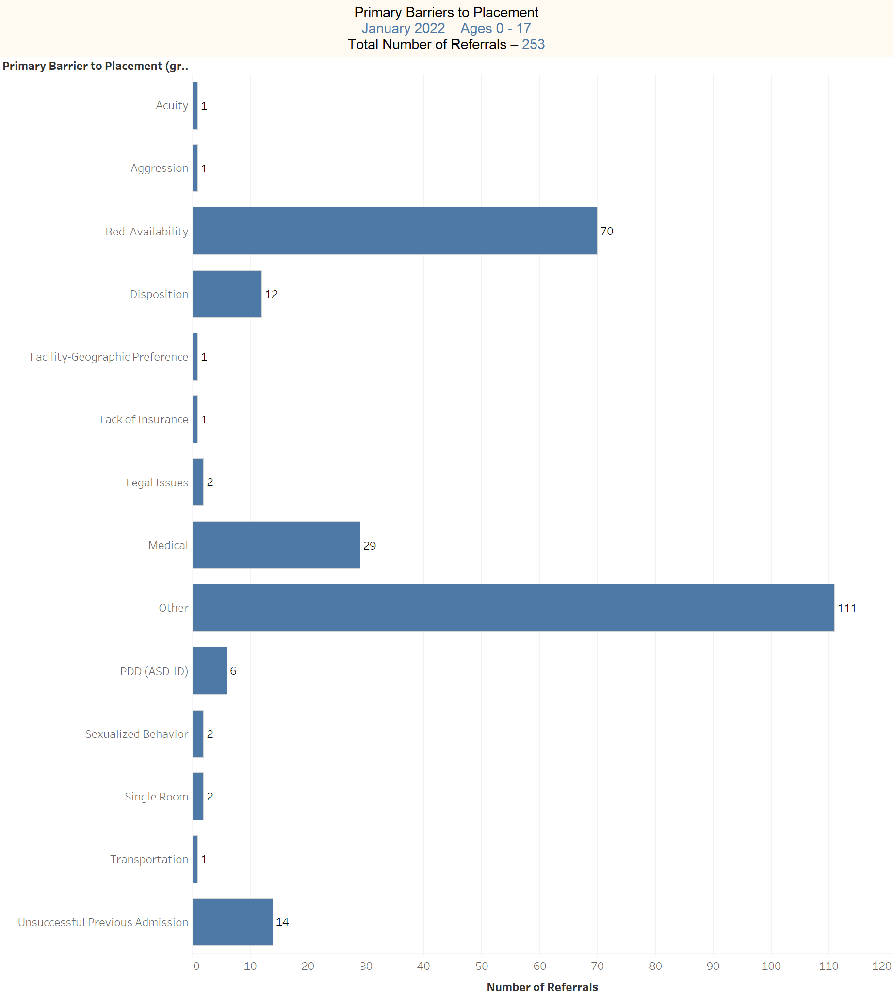 Primary Barriers to Placement
January 2022 Ages 0 - 17
Total Number of Referrals – 253
Primary Barrier to Placement (gr..
Acuity 1
Aggression 1
Bed Availability 70
Disposition 12
Facility-Geographic Preference 1
Lack of Insurance 1
Legal Issues 2
Medical 29
Other 111
PDD (ASD-ID) 6
Sexualized Behavior 2
Single Room 2
Transportation 1
Unsuccessful Previous Admission 14
0 10 20 30 40 50 60 70 80 90 100 110 120
Number of Referrals